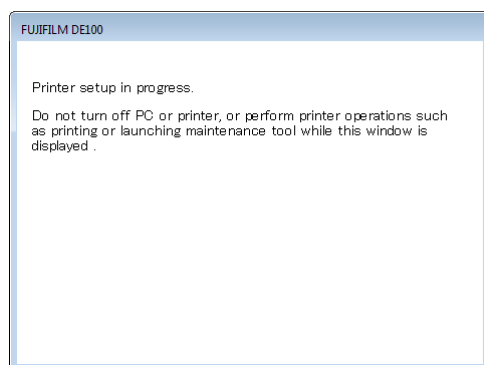 FUJIFILM DE100
Printer setup in progress.
Do not turn off PC or printer, or perform printer operations such
as printing or launching maintenance tool while this window is
displayed .